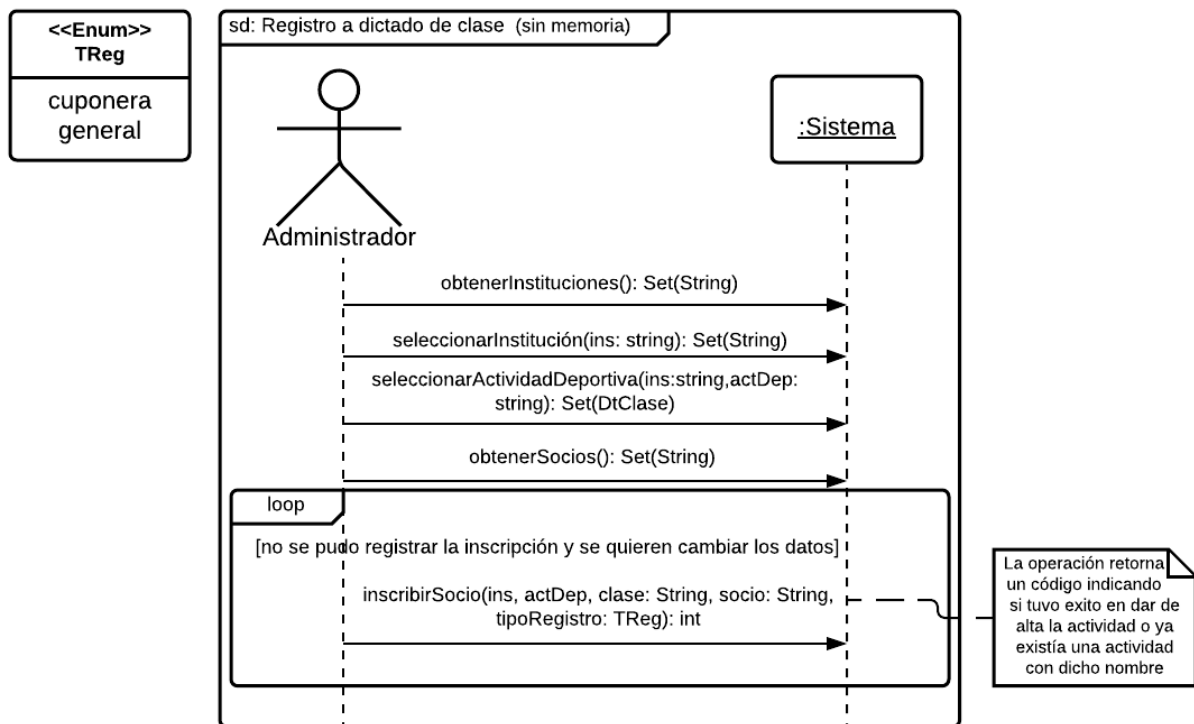 <<Enum>>
TReg
cuponera
general
sd: Registro a dictado de clase (sin memoria)
:Sistema
Administrador
obtenerInstituciones(): Set(String)
seleccionarInstitución(ins: string): Set(String)
seleccionarActividadDeportiva(ins:string,actDep:
string): Set(DtClase)
obtenerSocios(): Set(String)
loop
[no se pudo registrar la inscripción y se quieren cambiar los datos]
inscribirSocio(ins, actDep, clase: String, socio: String,
tipoRegistro: TReg): int
La operación retorna
un código indicando
si tuvo exito en dar de
alta la actividad o ya
existía una actividad
con dicho nombre